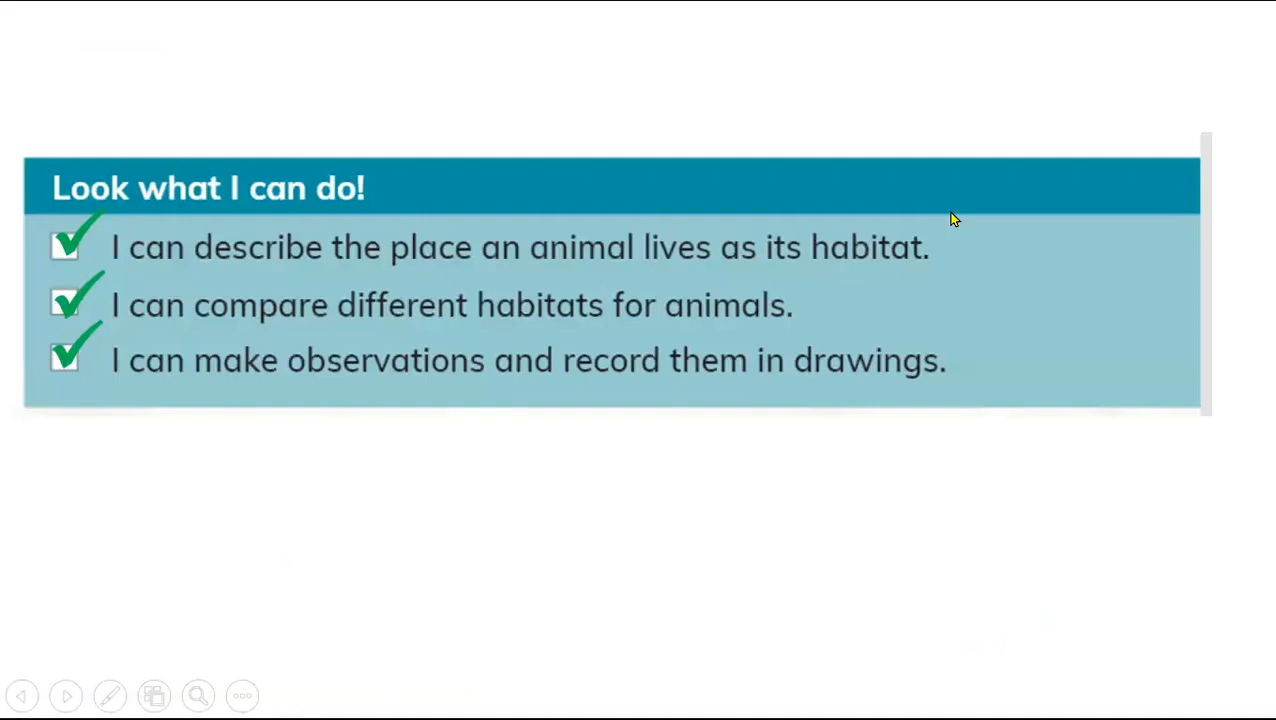 Look what I can do!
I can describe the place an animal lives as its habitat.
I can compare different habitats for animals.
I can make observations and record them in drawings.